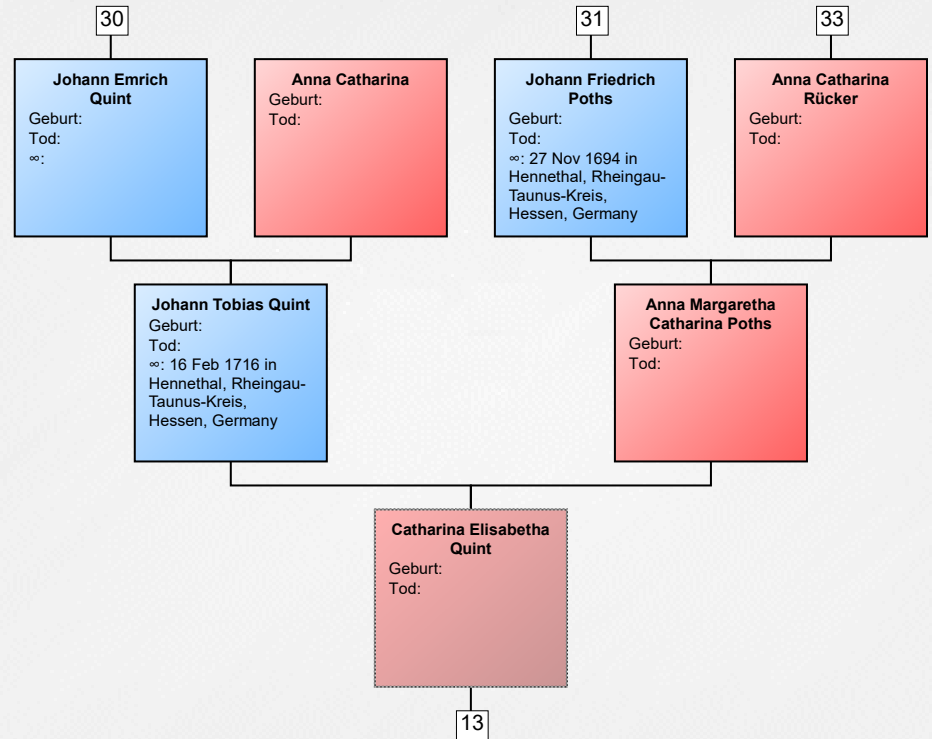 30
31
33
Johann Emrich
Quint
Geburt:
Tod:
∞:
Anna Catharina
Geburt:
Tod:
Johann Friedrich
Poths
Geburt:
Tod:
∞: 27 Nov 1694 in
Hennethal, Rheingau-
Taunus-Kreis,
Hessen, Germany
Anna Catharina
Rücker
Geburt:
Tod:
Johann Tobias Quint
Geburt:
Tod:
∞: 16 Feb 1716 in
Hennethal, Rheingau-
Taunus-Kreis,
Hessen, Germany
Anna Margaretha
Catharina Poths
Geburt:
Tod:
Catharina Elisabetha
Quint
Geburt:
Tod:
13